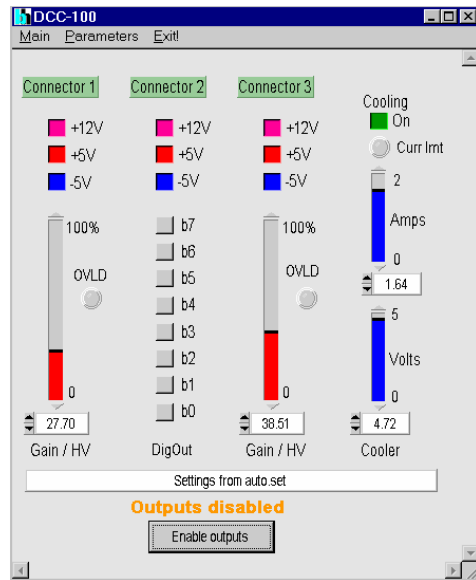 DCC-100
Main Parameters Exit!
Connector 1 Connector 2 Connector 3
Cooling
On
Curr lmt
+12V +12V +12V
+5V +5V +5V
-5V -5V -5V
2
Amps
0
1.64
100% b7 100%
b6
OVLD b5 OVLD
b4
b3
b2
b1
0 b0 0
5
Volts
0
27.70 38.51 4.72
Gain / HV DigOut Gain / HV Cooler
Settings from auto.set
Outputs disabled
Enable outputs